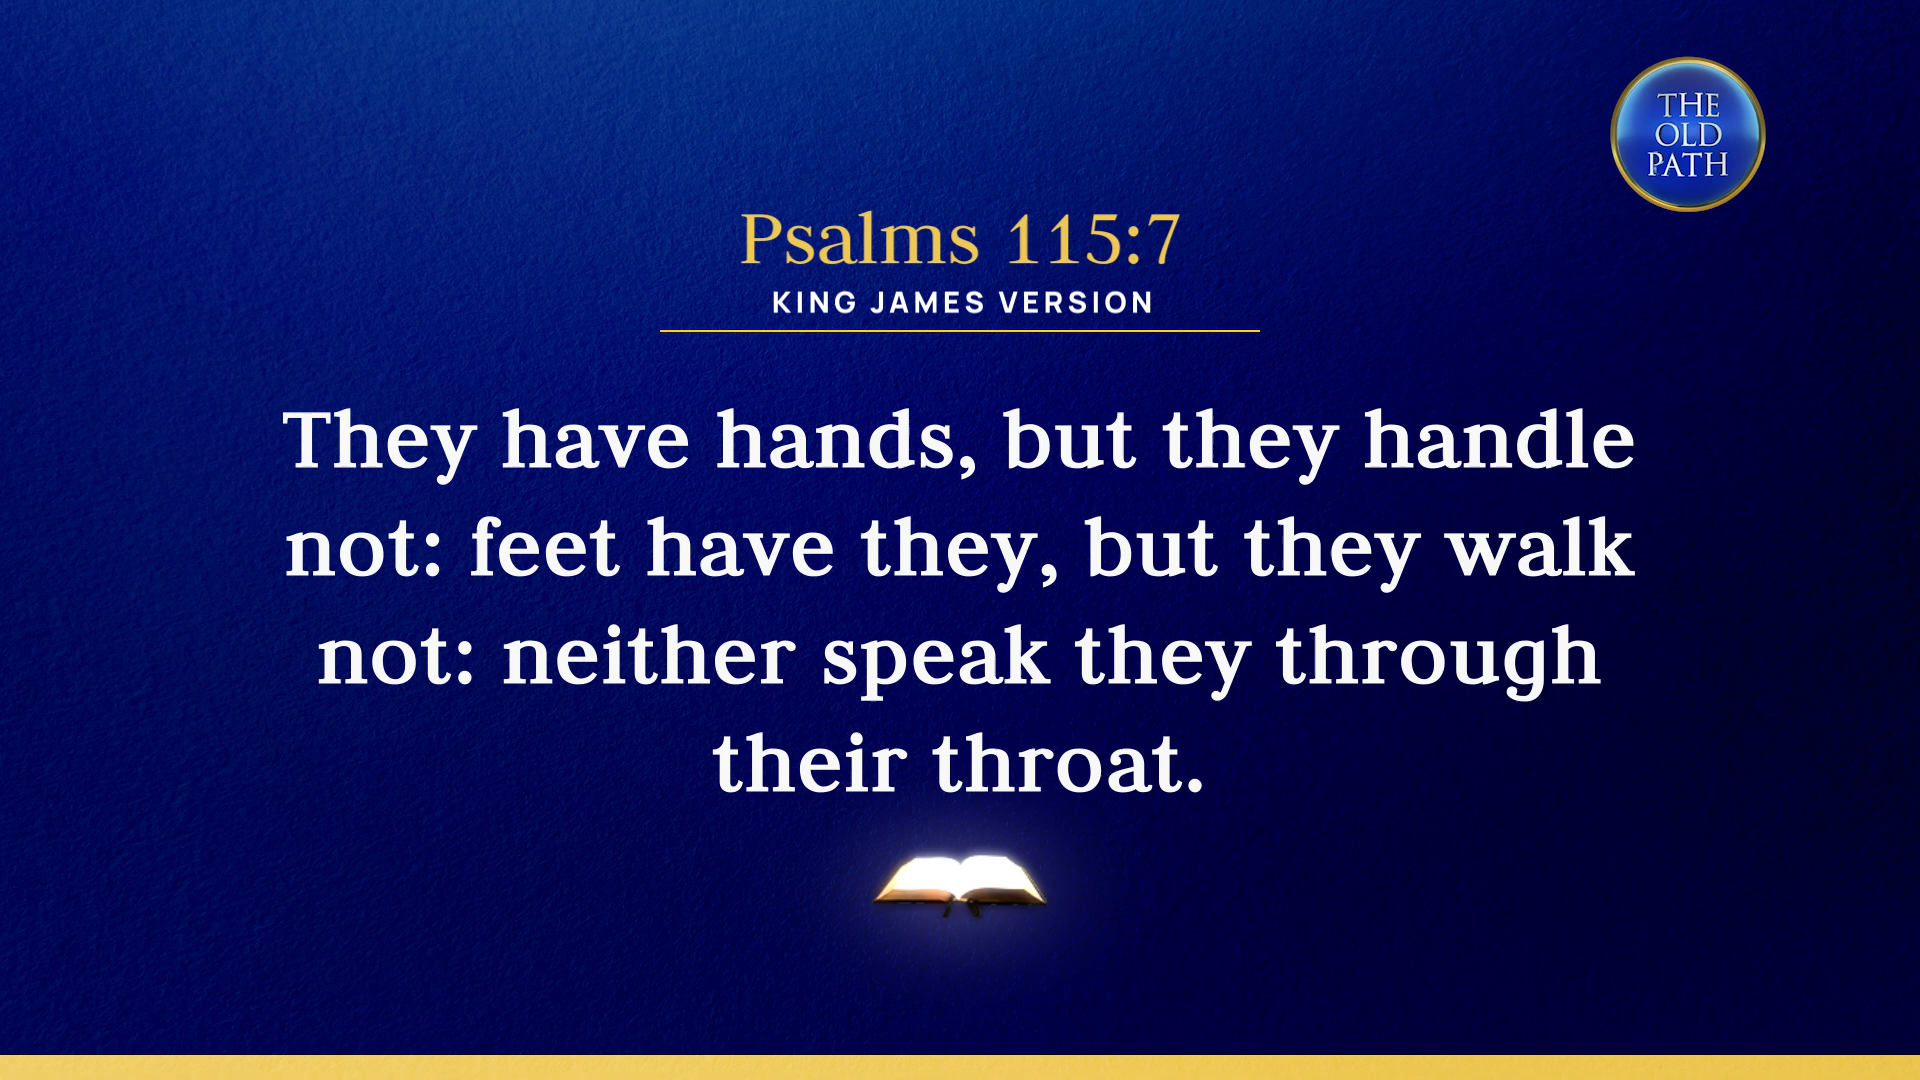 THE
OLD
PATH
Psalms 115:7
KING JAMES VERSION
They have hands, but they handle
not: feet have they, but they walk
not: neither speak they through
their throat.